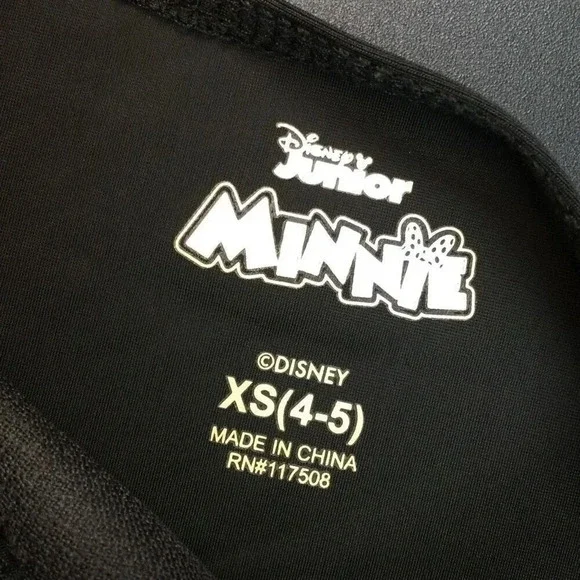 Disney
Junior
MINNIE
©DISNEY
XS(4-5)
MADE IN CHINA
RN#117508